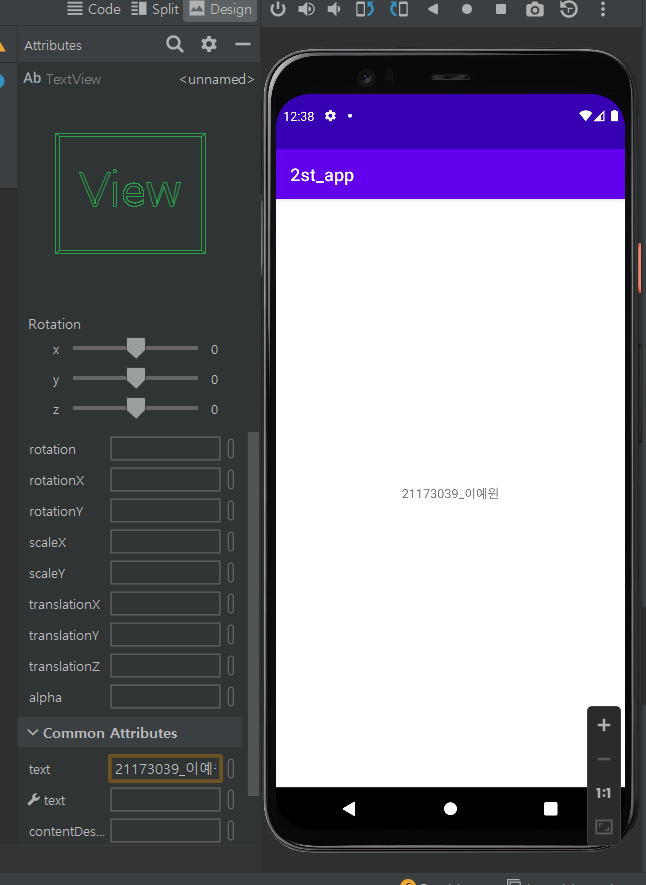 Code Split Design
Attributes
Ab TextView <unnamed>
View
Rotation
x 0
y 0
z 0
rotation
rotationX
rotationY
scaleX
scaleY
translationX
translationY
translationZ
alpha
Common Attributes
text 21173039_이예
text
contentDes...
12:38
2st_app
21173039_이예원
1:1